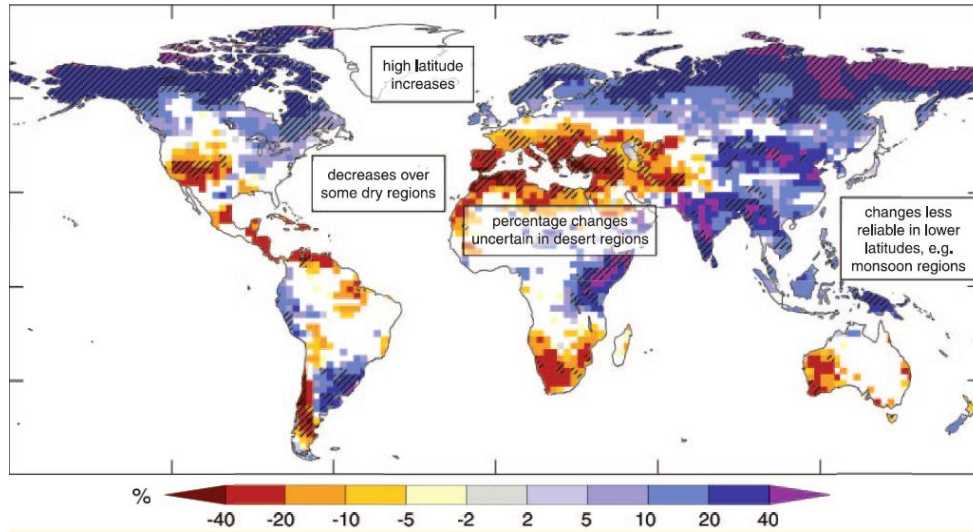 high latitude
increases
decreases over
some dry regions
percentage changes
uncertain in desert regions
changes less
reliable in lower
latitudes, e.g.
monsoon regions
%
-40 -20 -10 -5 -2 2 5 10 20 40